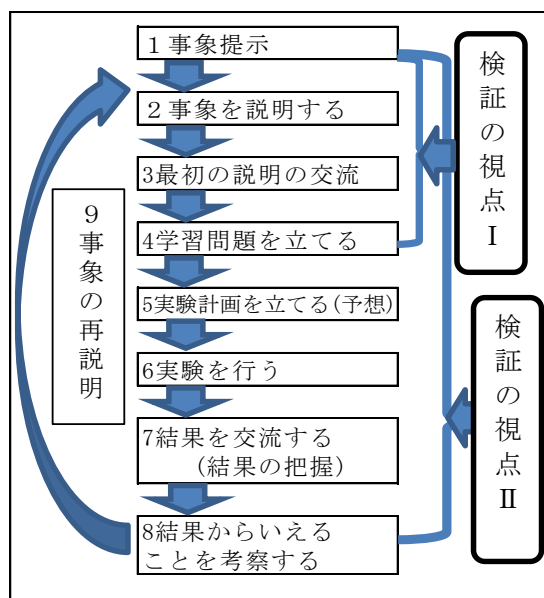 1事象提示
2事象を説明する
3最初の説明の交流
4学習問題を立てる
5実験計画を立てる(予想)
6実験を行う
7結果を交流する
(結果の把握)
8結果からいえる
ことを考察する
9事象の再説明
検証の視点Ⅰ
検証の視点Ⅱ